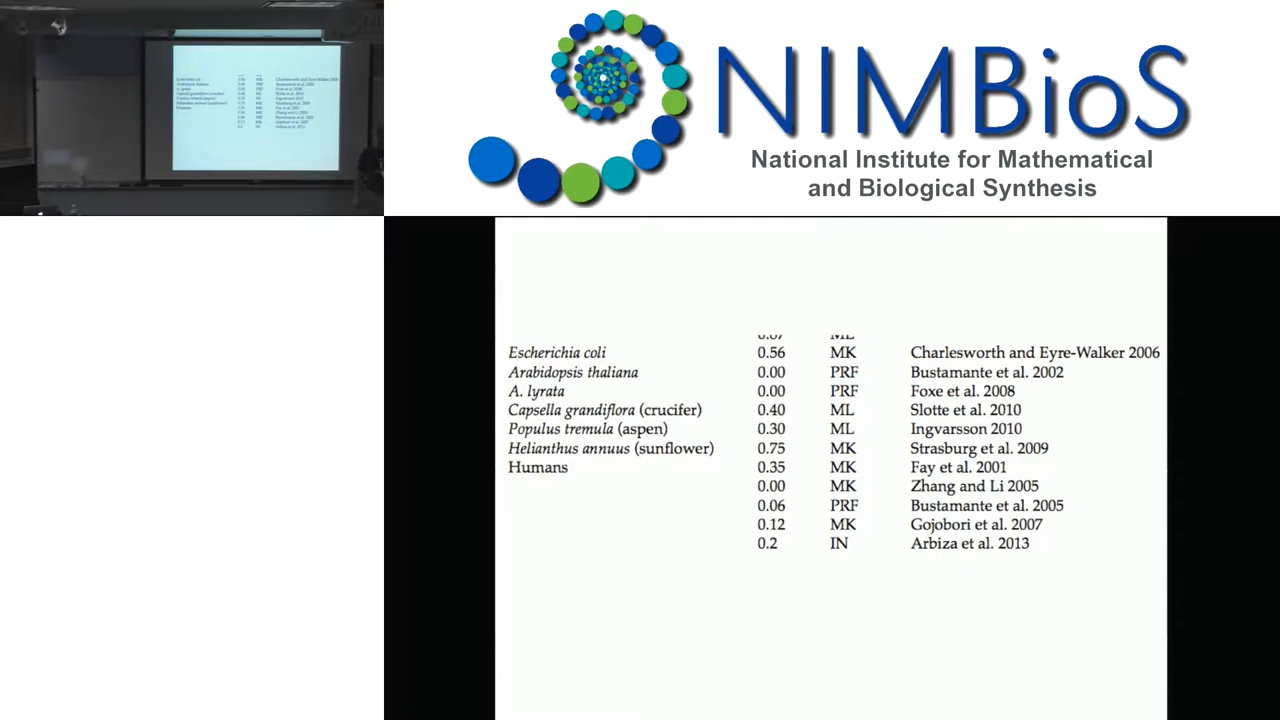 NIMBioS
National Institute for Mathematical
and Biological Synthesis
Escherichia coli 0.56 MK Charlesworth and Eyre-Walker 2006
Arabidopsis thaliana 0.00 PRF Bustamante et al. 2002
A. lyrata 0.00 PRF Foxe et al. 2008
Capsella grandiflora (crucifer) 0.40 ML Slotte et al. 2010
Populus tremula (aspen) 0.30 ML Ingvarsson 2010
Helianthus annuus (sunflower) 0.75 MK Strasburg et al. 2009
Humans 0.35 MK Fay et al. 2001
0.00 MK Zhang and Li 2005
0.06 PRF Bustamante et al. 2005
0.12 MK Gojobori et al. 2007
0.2 IN Arbiza et al. 2013